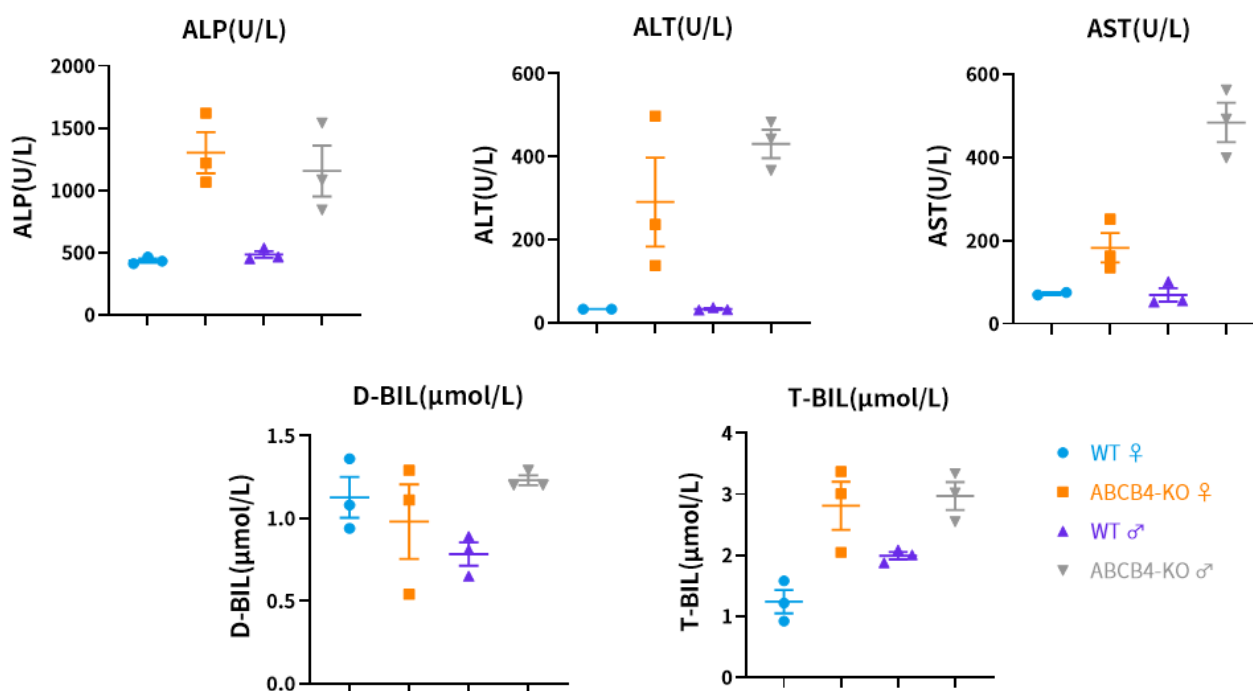 ALP(U/L)
ALP(U/L)
2000
1500
1000
500
0
ALT(U/L)
ALT(U/L)
600
400
200
0
AST(U/L)
AST(U/L)
600
400
200
0
D-BIL(μmol/L)
D-BIL(μmol/L)
1.5
1.0
0.5
0.0
T-BIL(μmol/L)
T-BIL(μmol/L)
4
3
2
1
0
WT ♀
ABCB4-KO ♀
WT ♂
ABCB4-KO ♂